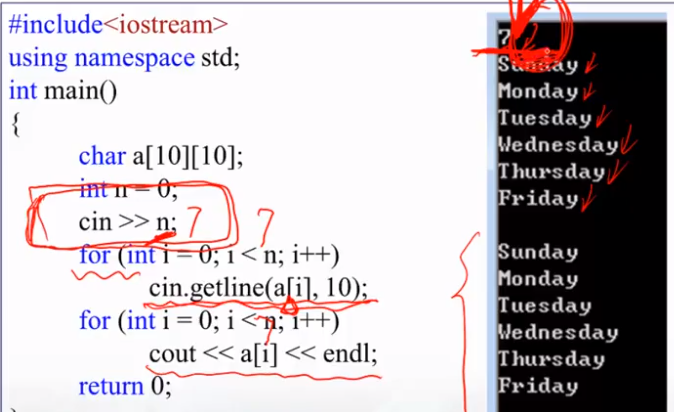 #include<iostream>
using namespace std;
int main()
{
char a[10][10];
int n = 0;
cin >> n; 7
7
for (int i = 0; i < n; i++)
cin.getline(a[i], 10);
for (int i = 0; i < n; i++)
7
cout << a[i] << endl;
return 0;
7
Sunday
Monday
Tuesday
Wednesday
Thursday
Friday
Sunday
Monday
Tuesday
Wednesday
Thursday
Friday